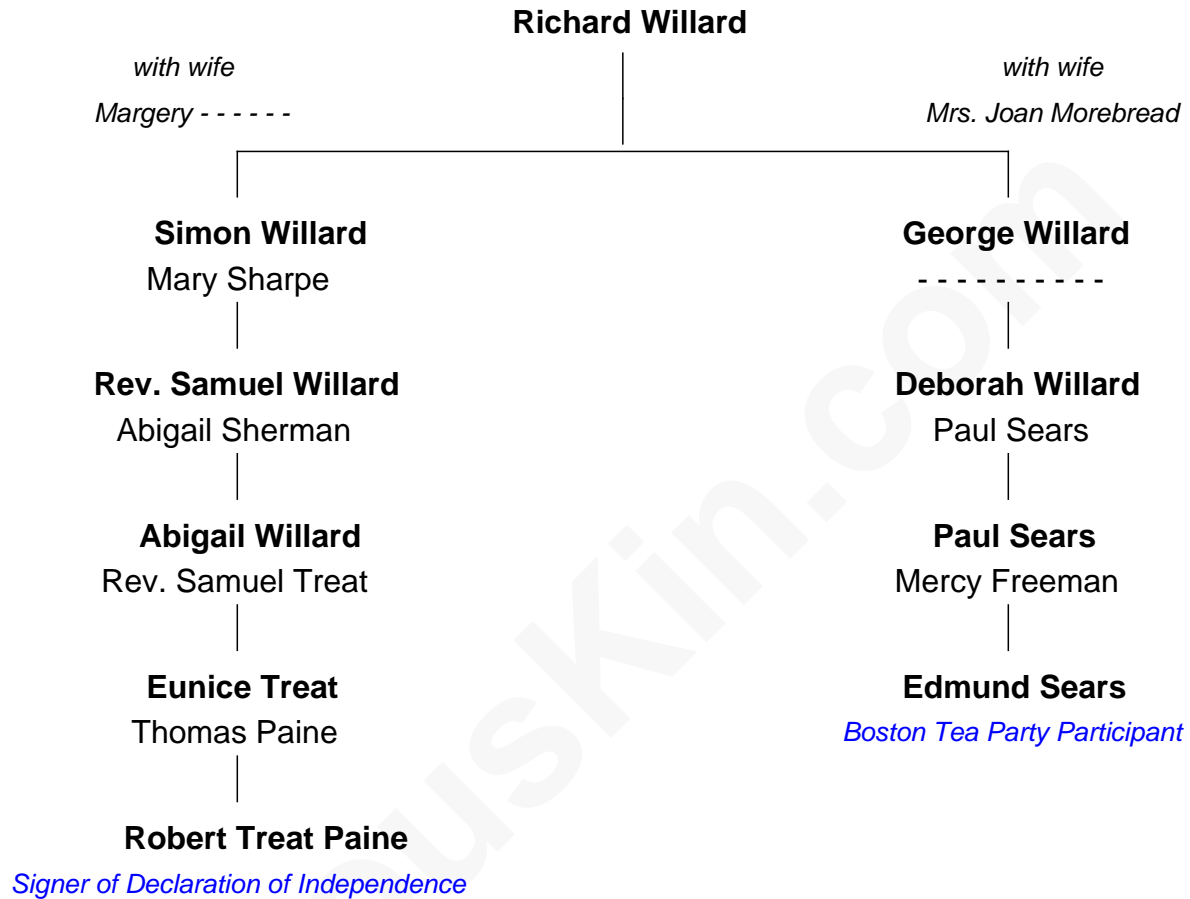 Richard Willard
with wife
with wife
Margery - - - - - -
Mrs. Joan Morebread
Simon Willard
George Willard
Mary Sharpe
- - - - - - - - - -
Rev. Samuel Willard
Deborah Willard
Abigail Sherman
Paul Sears
Abigail Willard
Paul Sears
Rev. Samuel Treat
Mercy Freeman
Eunice Treat
Edmund Sears
Thomas Paine
Boston Tea Party Participant
Robert Treat Paine
Signer of Declaration of Independence
usKin.com